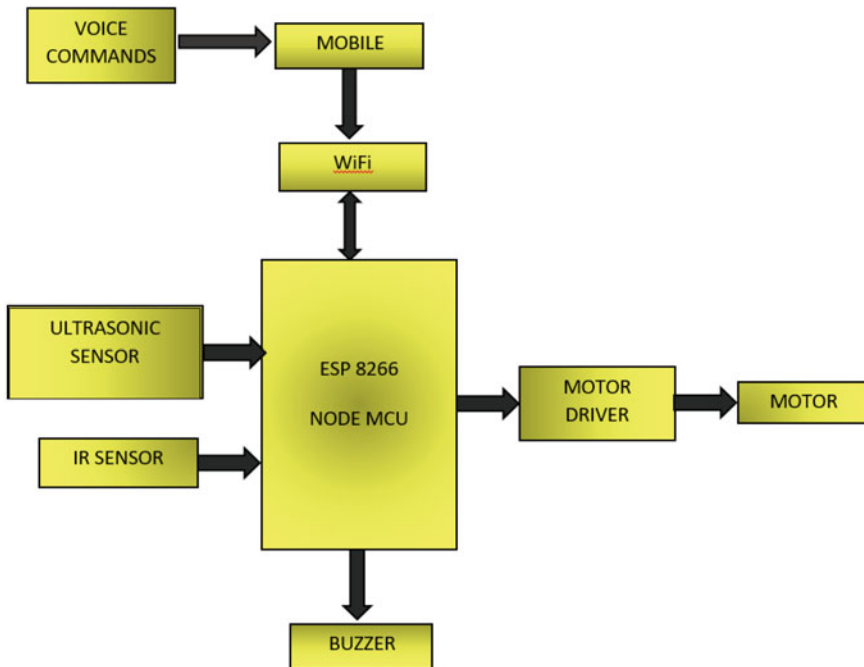 VOICE
COMMANDS
MOBILE
WiFi
ULTRASONIC
SENSOR
ESP 8266
NODE MCU
MOTOR
DRIVER
MOTOR
IR SENSOR
BUZZER